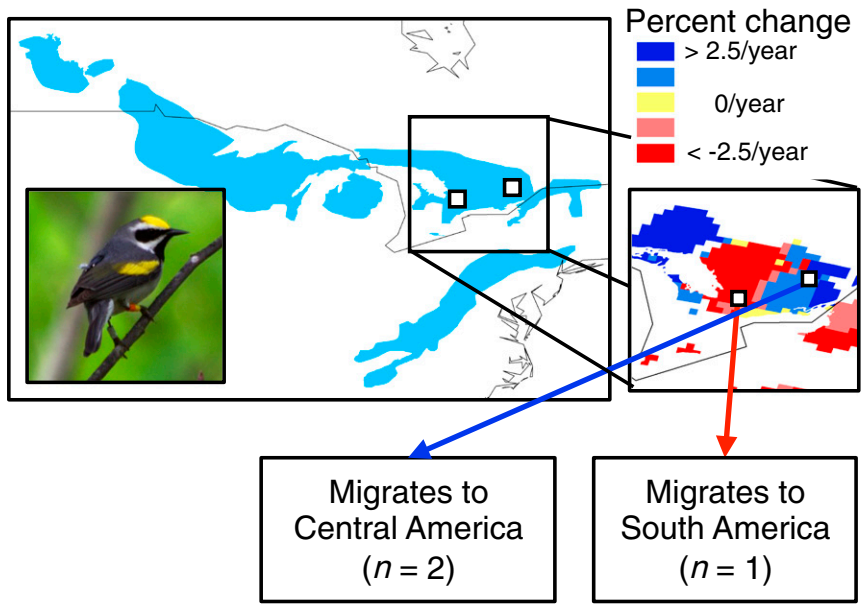 Percent change
> 2.5/year
0/year
< -2.5/year
Migrates to
Central America
(n = 2)
Migrates to
South America
(n = 1)